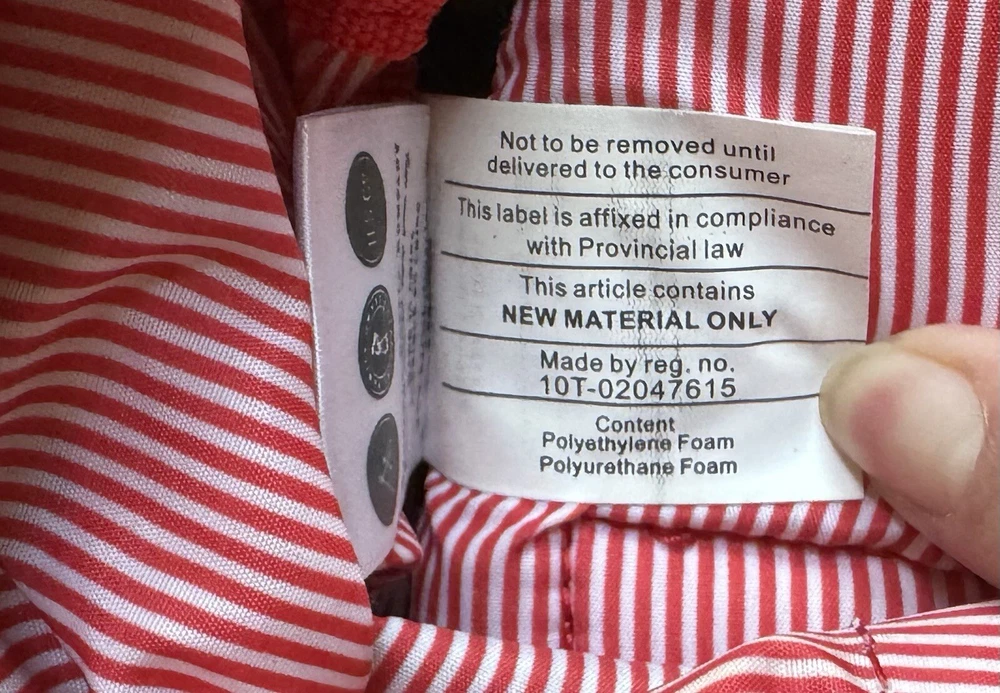 Not to be removed until
delivered to the consumer
This label is affixed in compliance
with Provincial law
This article contains
NEW MATERIAL ONLY
Made by reg. no.
10T-02047615
Content
Polyethylene Foam
Polyurethane Foam